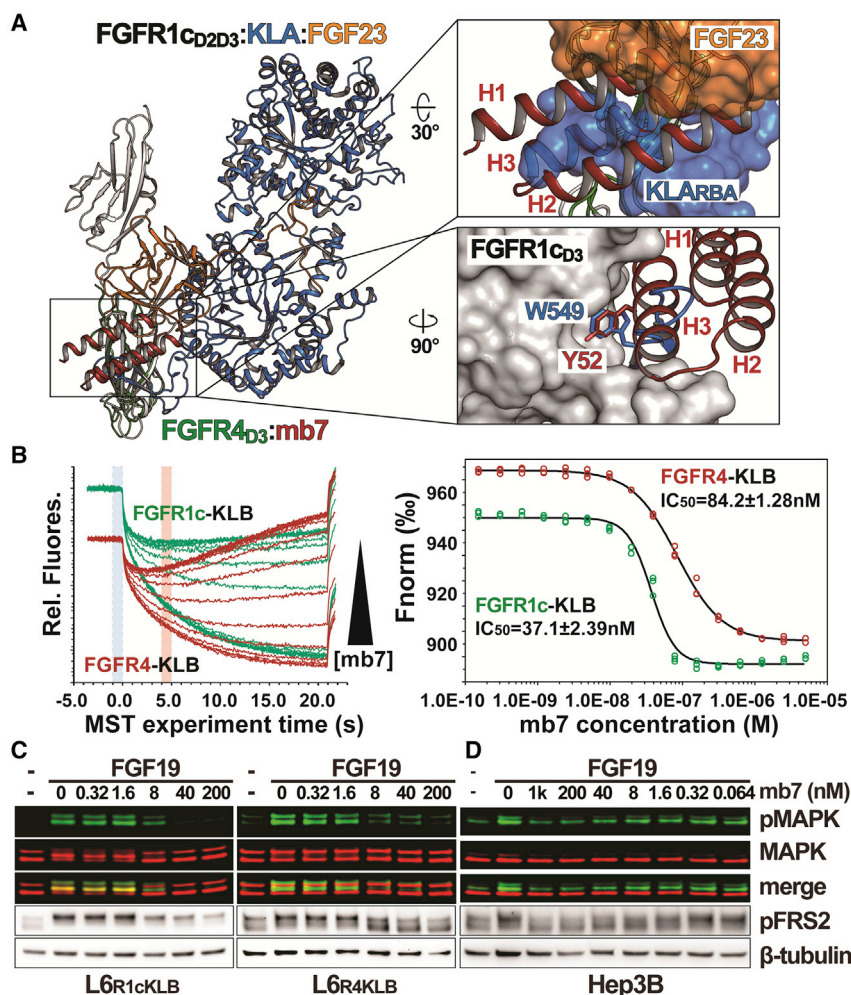 A
FGFR1cD2D3:KLA:FGF23
30°
90°
FGFR4D3:mb7
FGF23
H1
H3
H2
KLARBA
FGFR1cD3
H1
W549
Y52
H3
H2
B
Rel. Fluores.
FGFR1c-KLB
FGFR4-KLB
[mb7]
-5.0 0.0 5.0 10.0 15.0 20.0
MST experiment time (s)
Fnorm (‰)
960
940
920
900
FGFR4-KLB
IC50=84.2±1.28nM
FGFR1c-KLB
IC50=37.1±2.39nM
1.0E-10 1.0E-09 1.0E-08 1.0E-07 1.0E-06 1.0E-05
mb7 concentration (M)
C
FGF19
- 0 0.32 1.6 8 40 200
-
L6R1cKLB
FGF19
- 0 0.32 1.6 8 40 200
-
L6R4KLB
D
FGF19
- 0 1k 200 40 8 1.6 0.32 0.064 mb7 (nM)
-
pMAPK
MAPK
merge
pFRS2
β-tubulin
Hep3B